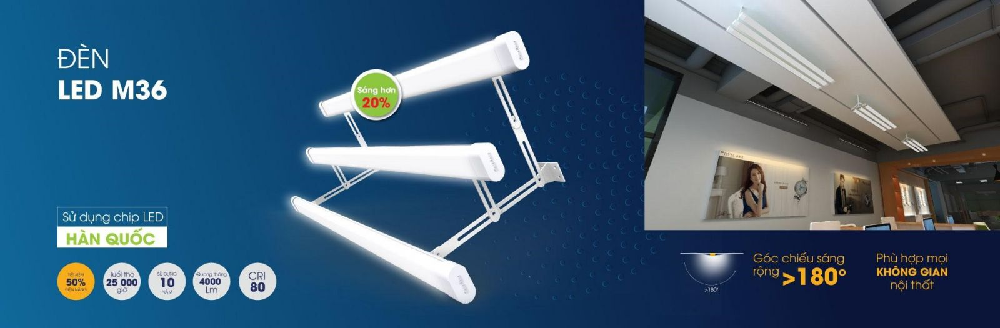 ĐÈN
LED M36
Sáng hơn
20%
Sử dụng chip LED
HÀN QUỐC
TIẾT KIỆM
50%
ĐIỆN NĂNG
Tuổi thọ
25 000
giờ
SỬ DỤNG
10
NĂM
Quang thông
4000
Lm
CRI
80
>180°
Góc chiếu sáng
rộng >180°
Phù hợp mọi
KHÔNG GIAN
nội thất